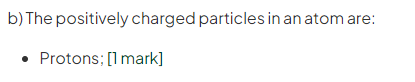 b) The positively charged particles in an atom are:
• Protons; [1 mark]